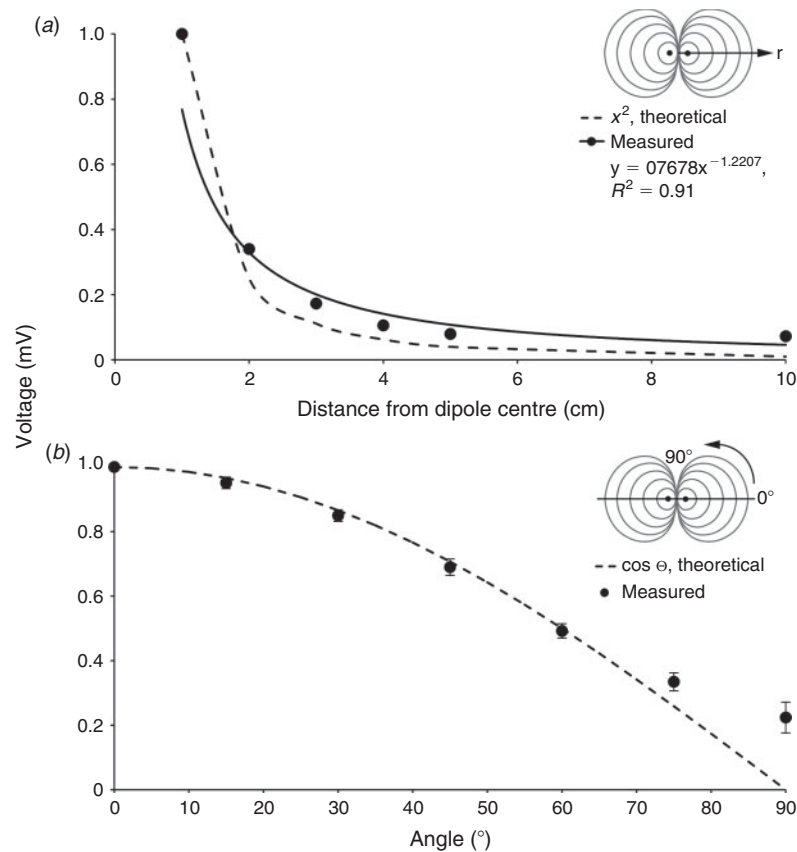 (a)
1.0
0.8
0.6
0.4
0.2
0
0 2 4 6 8 10
Distance from dipole centre (cm)
r
x², theoretical
Measured
y = 07678x⁻¹·²²⁰⁷,
R² = 0.91
Voltage (mV)
(b)
1.0
0.8
0.6
0.4
0.2
0
0 10 20 30 40 50 60 70 80 90
Angle (°)
90°
0°
cos Θ, theoretical
Measured